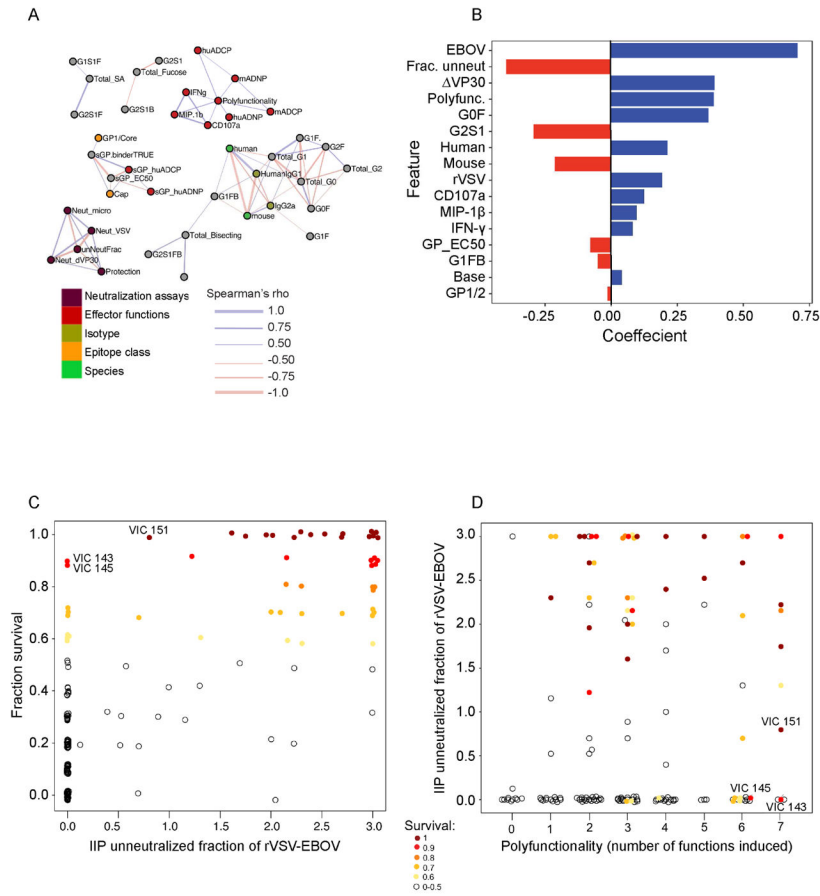 A
G1S1F
G2S1
huADCP
Total_SA
Total_Fucose
mADNP
IFNg
Polyfunctionality
G2S1F
G2S1B
MIP.1b
huADNP
mADCP
CD107a
GP1/Core
human
G1F.
G2F
sGP.binderTRUE
Total_G1
Total_G2
sGP_huADCP
HumanIgG1
sGP_EC50
Total_G0
Cap
sGP_huADNP
G1FB
IgG2a
G0F
Neut_micro
mouse
Neut_VSV
Total_Bisecting
G1F
unNeutFrac
G2S1FB
Neut_dVP30
Protection
Neutralization assays
Effector functions
Isotype
Epitope class
Species
Spearman's rho
1.0
0.75
0.50
-0.50
-0.75
-1.0
B
Feature
EBOV
Frac. unneut
ΔVP30
Polyfunc.
G0F
G2S1
Human
Mouse
rVSV
CD107a
MIP-1β
IFN-γ
GP_EC50
G1FB
Base
GP1/2
-0.25 0.00 0.25 0.50 0.75
Coeffecient
C
Fraction survival
1.0
0.8
0.6
0.4
0.2
0.0
VIC 151
VIC 143
VIC 145
0.0 0.5 1.0 1.5 2.0 2.5 3.0
IIP unneutralized fraction of rVSV-EBOV
D
IIP unneutralized fraction of rVSV-EBOV
3.0
2.5
2.0
1.5
1.0
0.5
0.0
VIC 151
VIC 145
VIC 143
0 1 2 3 4 5 6 7
Polyfunctionality (number of functions induced)
Survival:
1
0.9
0.8
0.7
0.6
0-0.5